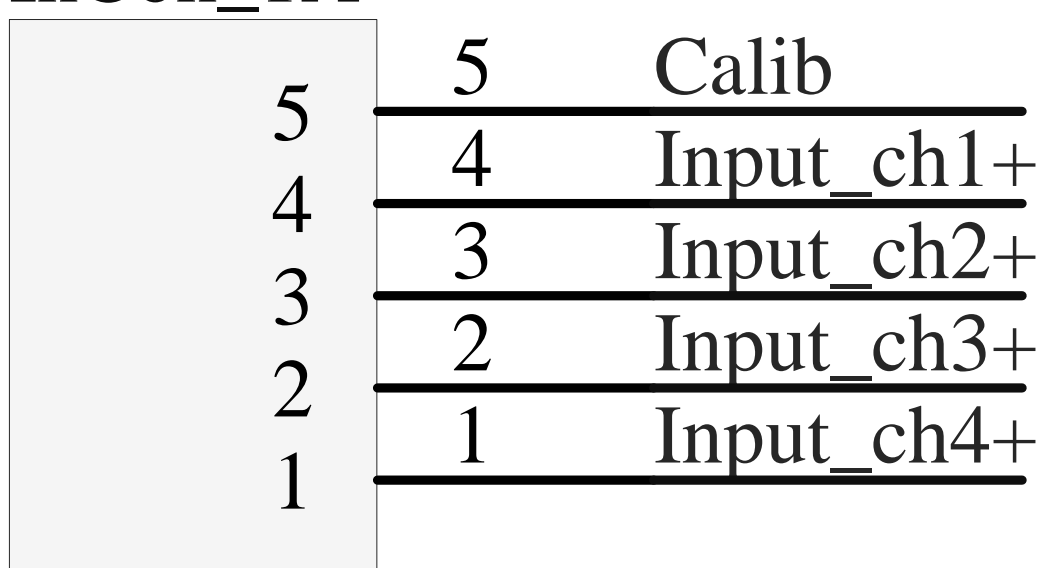 5 Calib
5
4 Input_ch1+
4
3 Input_ch2+
3
2 Input_ch3+
2
1 Input_ch4+
1